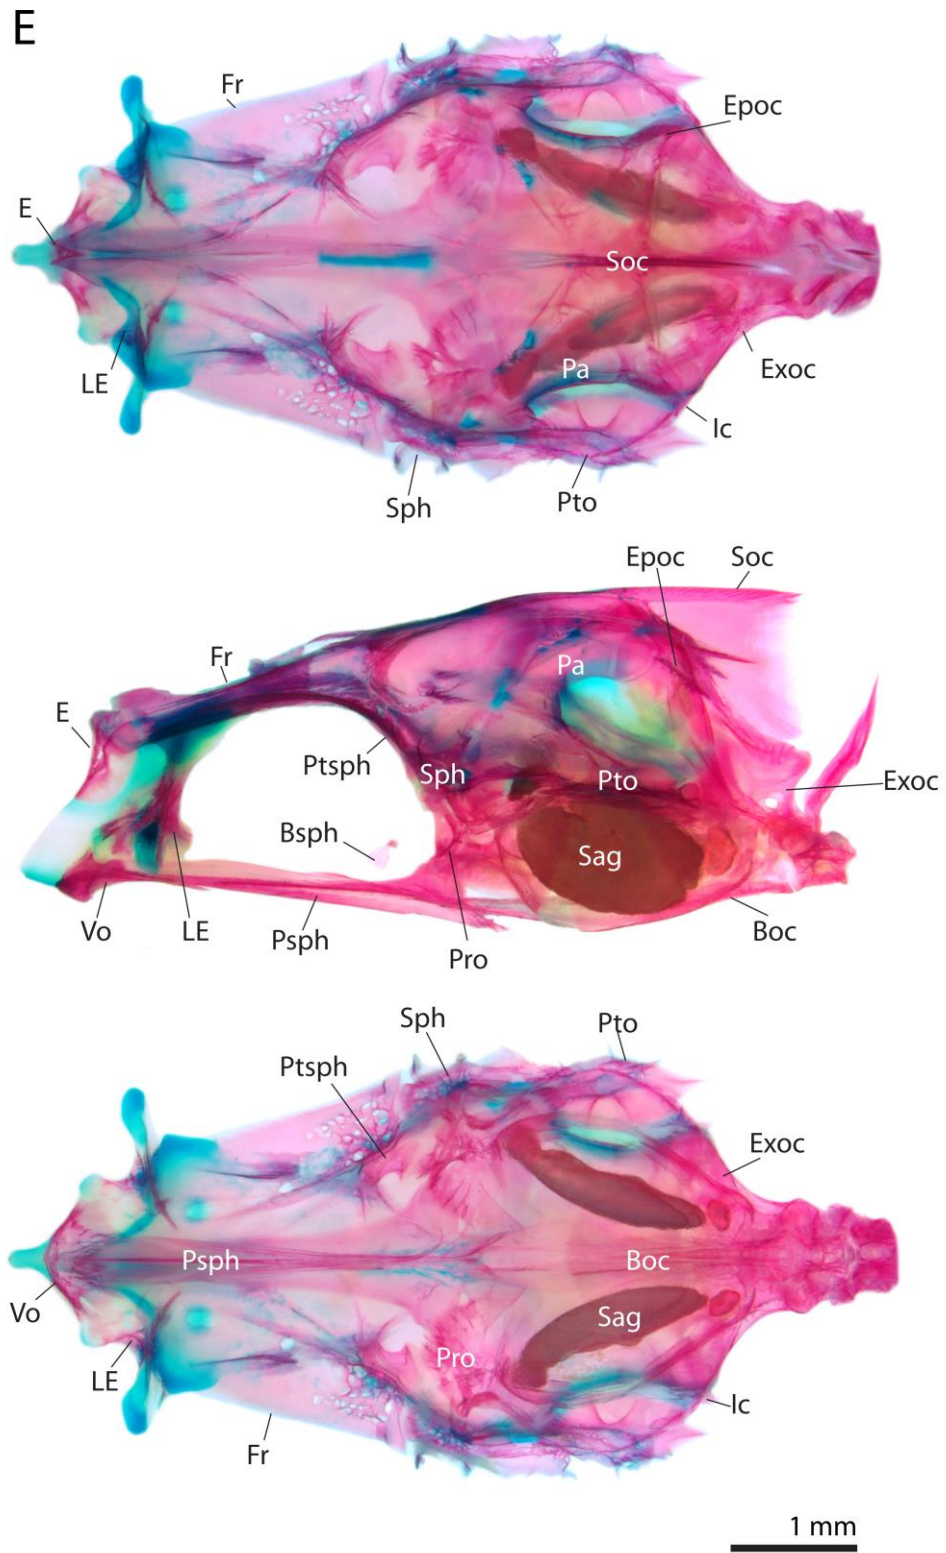 E
Fr
Epoc
E
Soc
LE
Pa
Exoc
Ic
Sph
Pto
Epoc
Soc
Fr
Pa
E
Ptsph
Sph
Pto
Exoc
Bsph
Sag
Vo
LE
Psph
Boc
Pro
Sph
Pto
Ptsph
Exoc
Psph
Boc
Vo
Sag
Pro
LE
Ic
Fr
1 mm